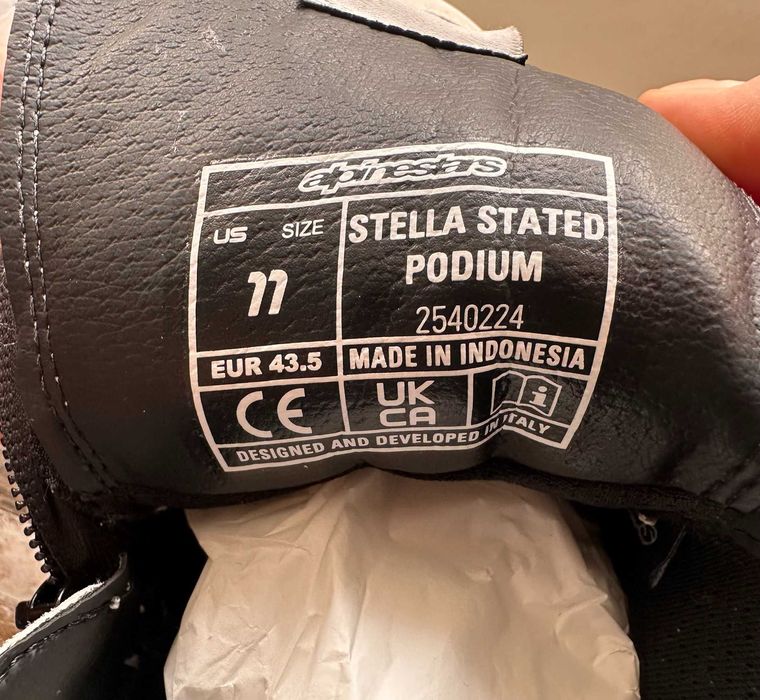 alpinestars
US SIZE
11
STELLA STATED
PODIUM
2540224
EUR 43.5
MADE IN INDONESIA
CE
UK
CA
i
DESIGNED AND DEVELOPED IN ITALY